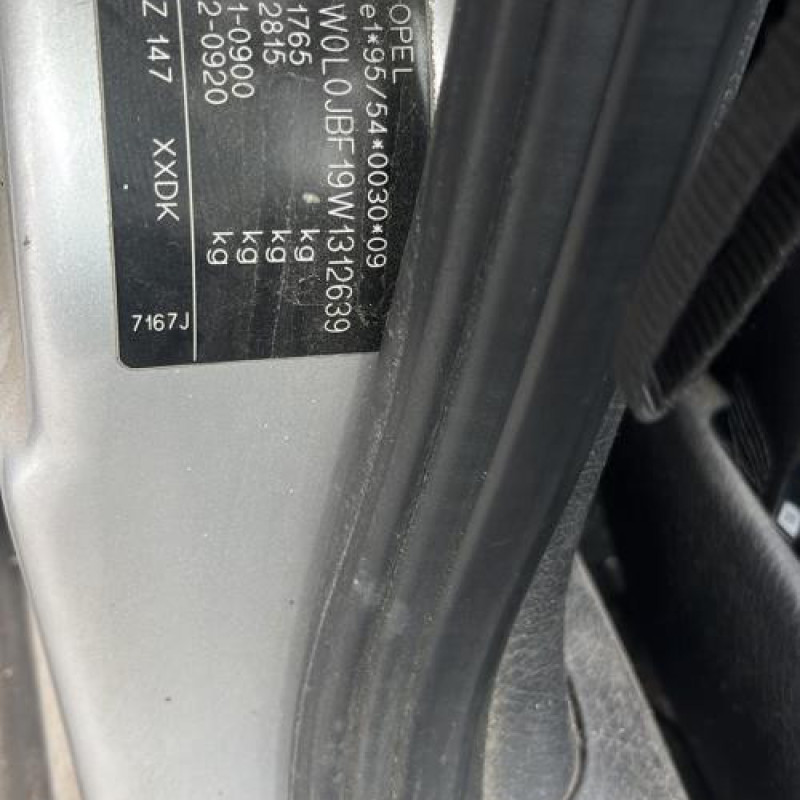 OPEL
e1*95/54*0030*09
W0L0JBF19W1312639
1765 kg
2815 kg
1-0900 kg
2-0920 kg
Z 147 XXDK
7167J